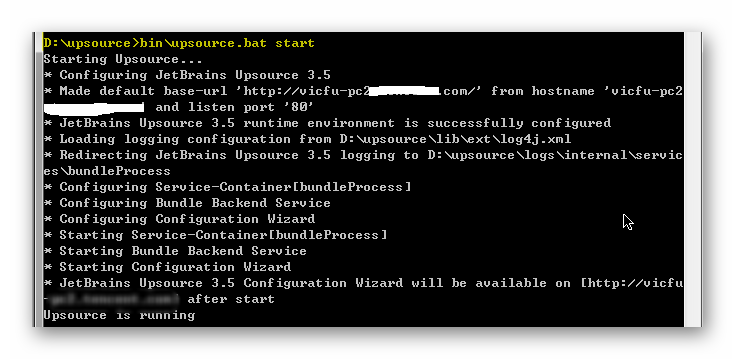 D:\upsource>bin\upsource.bat start
Starting Upsource...
* Configuring JetBrains Upsource 3.5
* Made default base-url 'http://vicfu-pc2 .com/' from hostname 'vicfu-pc2
and listen port '80'
* JetBrains Upsource 3.5 runtime environment is successfully configured
* Loading logging configuration from D:\upsource\lib\ext\log4j.xml
* Redirecting JetBrains Upsource 3.5 logging to D:\upsource\logs\internal\servic
es\bundleProcess
* Configuring Service-Container[bundleProcess]
* Configuring Bundle Backend Service
* Configuring Configuration Wizard
* Starting Service-Container[bundleProcess]
* Starting Bundle Backend Service
* Starting Configuration Wizard
* JetBrains Upsource 3.5 Configuration Wizard will be available on [http://vicfu
- after start
Upsource is running